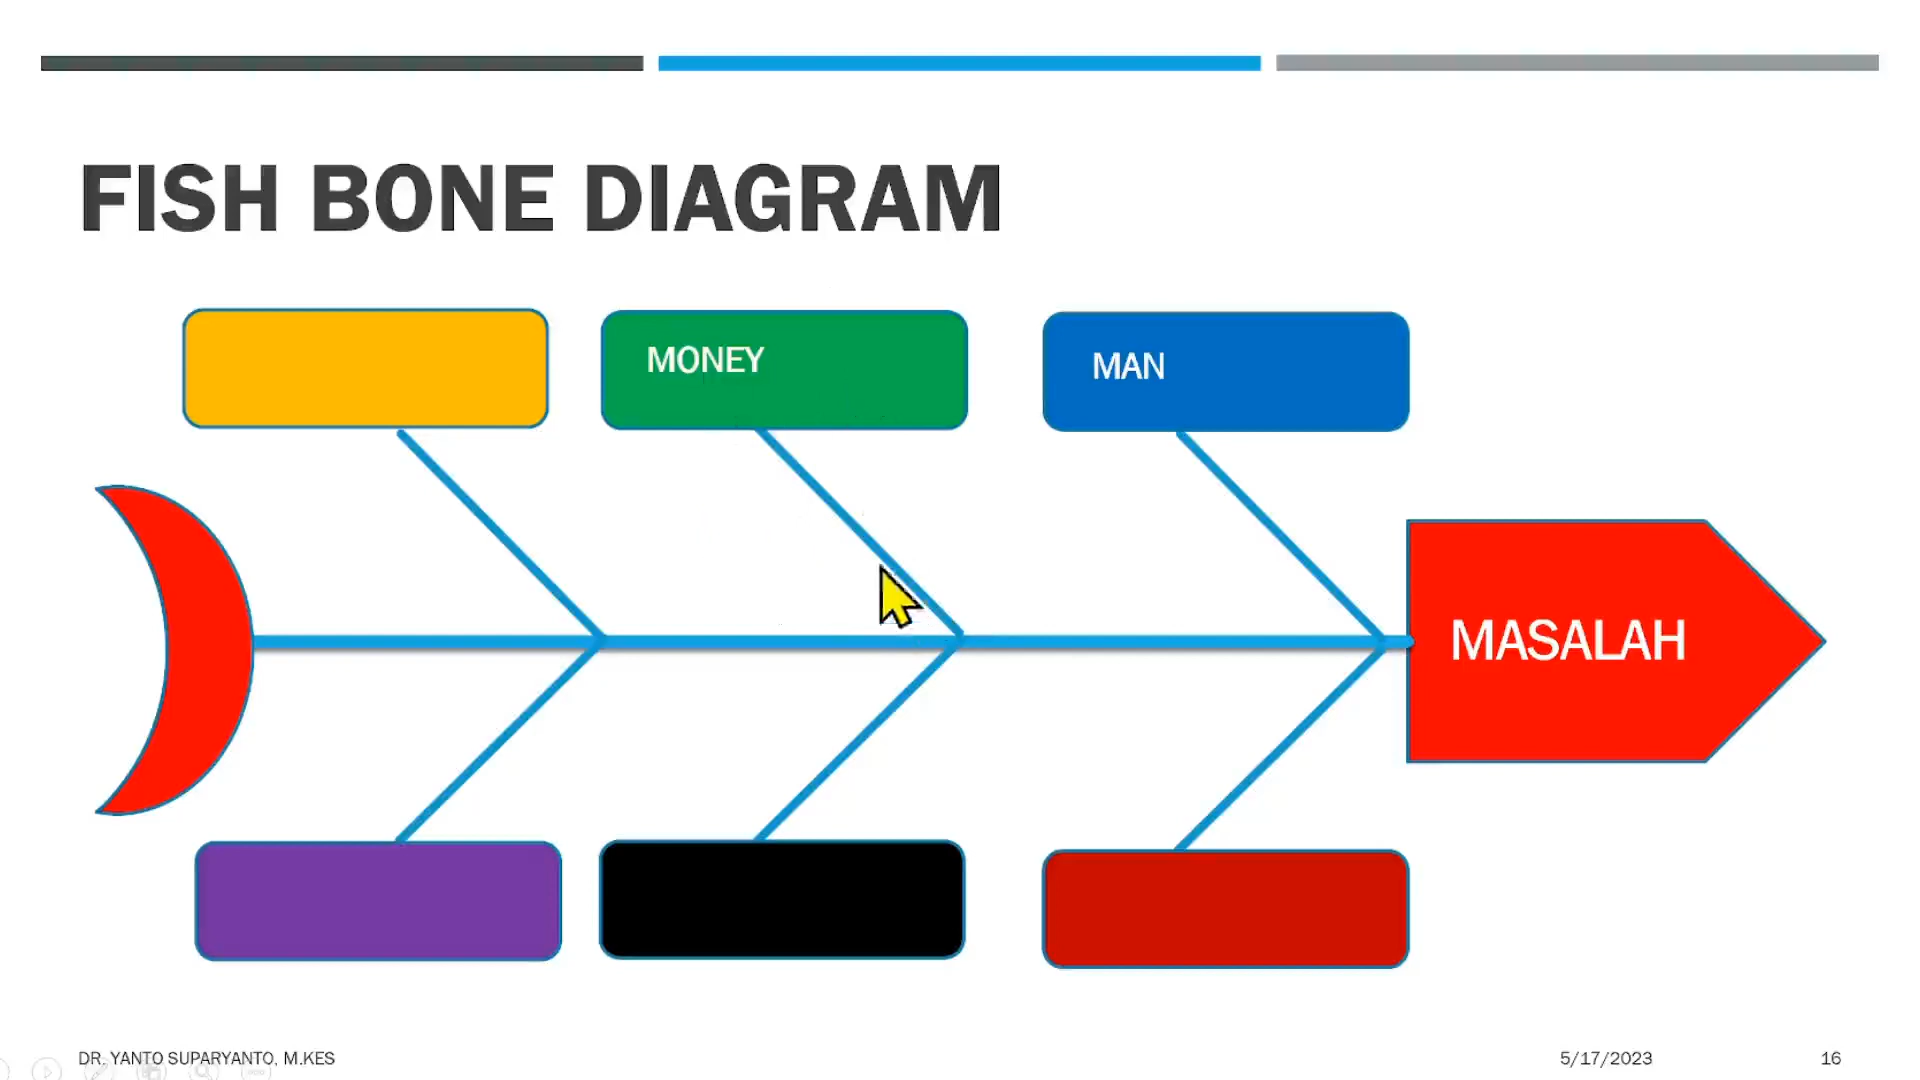 FISH BONE DIAGRAM
MONEY
MAN
MASALAH
DR. YANTO SUPARYANTO, M.KES
5/17/2023
16